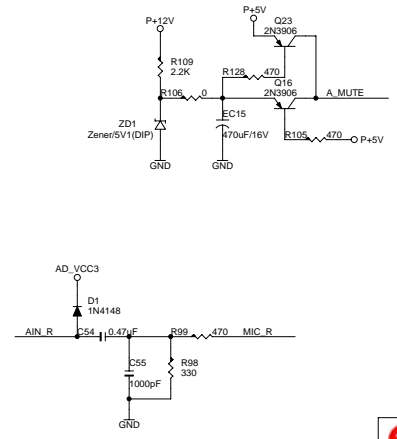 P+5V
Q23
2N3906
P+12V
R109
2.2K
R128
470
Q16
2N3906
A_MUTE
R106
0
EC15
470uF/16V
ZD1
Zener/5V1(DIP)
R105
470
P+5V
GND
GND
AD_VCC3
D1
1N4148
AIN_R
C54
0.47uF
R99
470
MIC_R
C55
1000pF
R98
330
GND